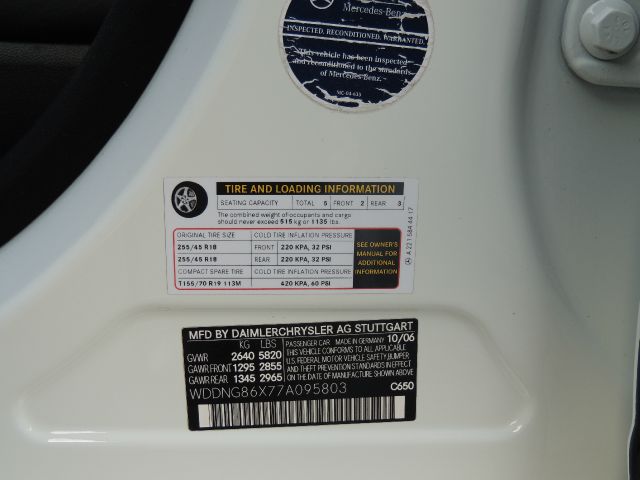 Mercedes-Benz
INSPECTED, RECONDITIONED, WARRANTED.
This vehicle has been inspected
and reconditioned to the standards
of Mercedes-Benz.
MC-04-633
TIRE AND LOADING INFORMATION
SEATING CAPACITY TOTAL 5 FRONT 2 REAR 3
The combined weight of occupants and cargo
should never exceed 515 kg or 1135 lbs.
ORIGINAL TIRE SIZE COLD TIRE INFLATION PRESSURE
255/45 R18 FRONT 220 KPA, 32 PSI
255/45 R18 REAR 220 KPA, 32 PSI
COMPACT SPARE TIRE COLD TIRE INFLATION PRESSURE
T155/70 R19 113M 420 KPA, 60 PSI
SEE OWNER'S
MANUAL FOR
ADDITIONAL
INFORMATION
A 221 584 44 17
MFD BY DAIMLERCHRYSLER AG STUTTGART
KG LBS
GVWR 2640 5820
GAWR.FRONT 1295 2855
GAWR.REAR 1345 2965
PASSENGER CAR MADE IN GERMANY 10/06
THIS VEHICLE CONFORMS TO ALL APPLICABLE
U.S. FEDERAL MOTOR VEHICLE SAFETY,BUMPER
AND THEFT PREVENTION STANDARDS IN EFFECT
ON THE DATE OF MANUFACTURE. SHOWN ABOVE
WDDNG86X77A095803
C650